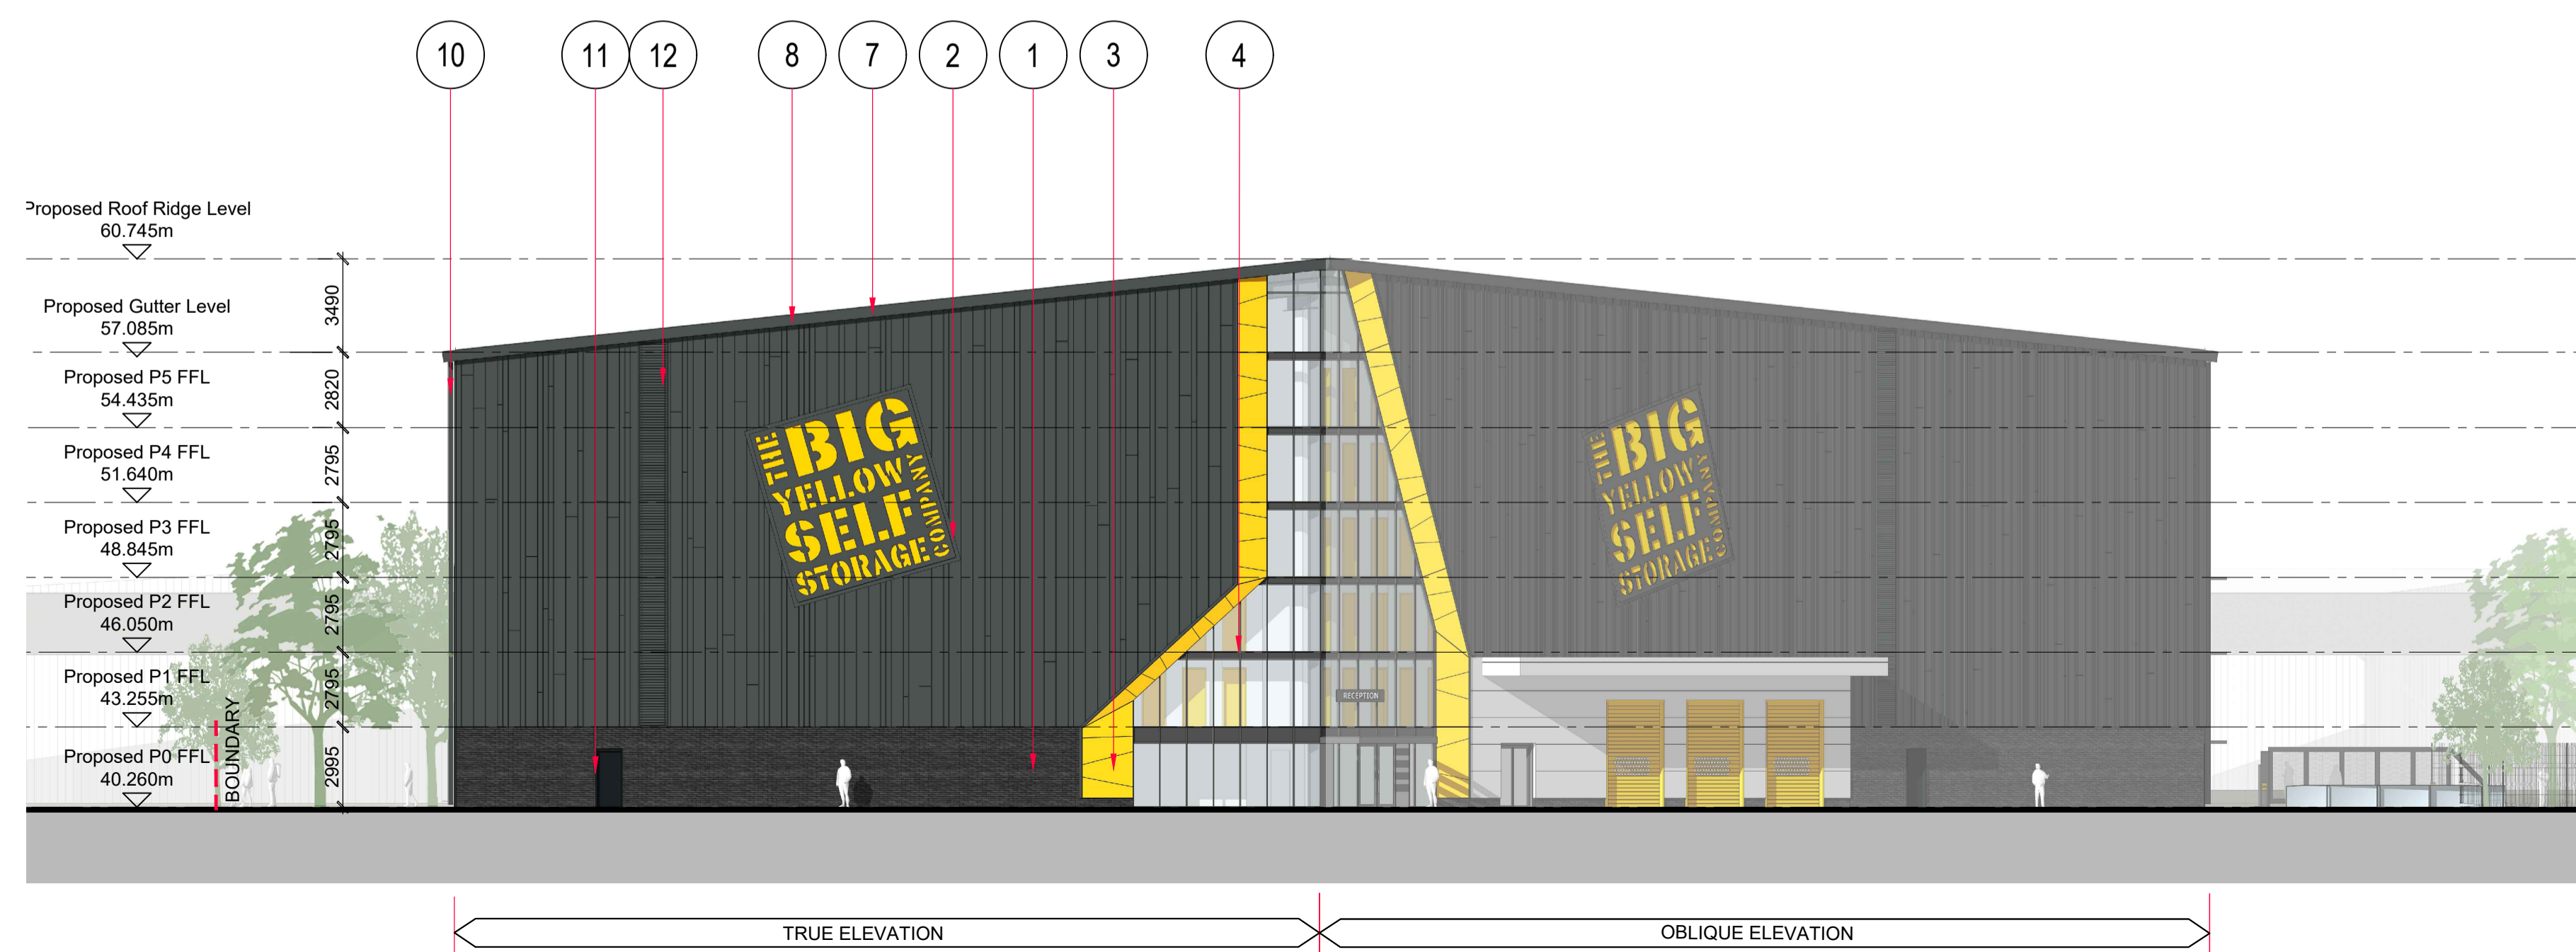 10 11 12 8 7 2 1 3 4
Proposed Roof Ridge Level
60.745m
3490
Proposed Gutter Level
57.085m
2820
Proposed P5 FFL
54.435m
2795
Proposed P4 FFL
51.640m
2795
Proposed P3 FFL
48.845m
2795
Proposed P2 FFL
46.050m
2795
Proposed P1 FFL
43.255m
2995
Proposed P0 FFL
40.260m
BOUNDARY
THE
BIG
YELLOW
SELF
STORAGE
COMPANY
RECEPTION
THE
BIG
YELLOW
SELF
STORAGE
COMPANY
TRUE ELEVATION
OBLIQUE ELEVATION